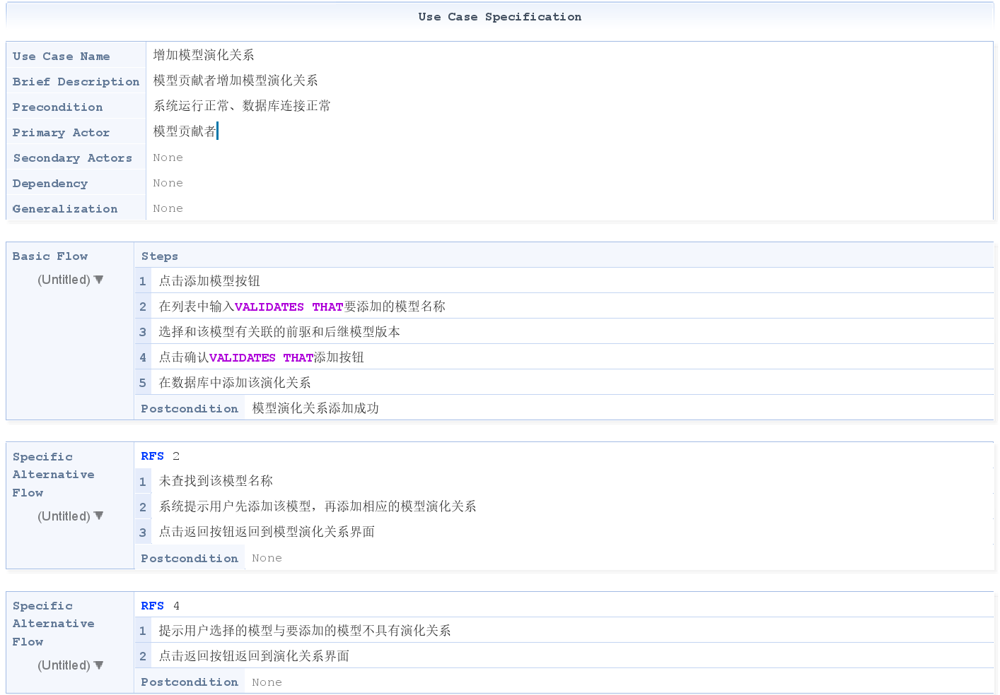 Use Case Specification
Use Case Name 增加模型演化关系
Brief Description 模型贡献者增加模型演化关系
Precondition 系统运行正常、数据库连接正常
Primary Actor 模型贡献者
Secondary Actors None
Dependency None
Generalization None
Basic Flow Steps
(Untitled) ▼
1 点击添加模型按钮
2 在列表中输入VALIDATES THAT要添加的模型名称
3 选择和该模型有关联的前驱和后继模型版本
4 点击确认VALIDATES THAT添加按钮
5 在数据库中添加该演化关系
Postcondition 模型演化关系添加成功
Specific
Alternative
Flow
(Untitled) ▼
RFS 2
1 未查找到该模型名称
2 系统提示用户先添加该模型，再添加相应的模型演化关系
3 点击返回按钮返回到模型演化关系界面
Postcondition None
Specific
Alternative
Flow
(Untitled) ▼
RFS 4
1 提示用户选择的模型与要添加的模型不具有演化关系
2 点击返回按钮返回到演化关系界面
Postcondition None